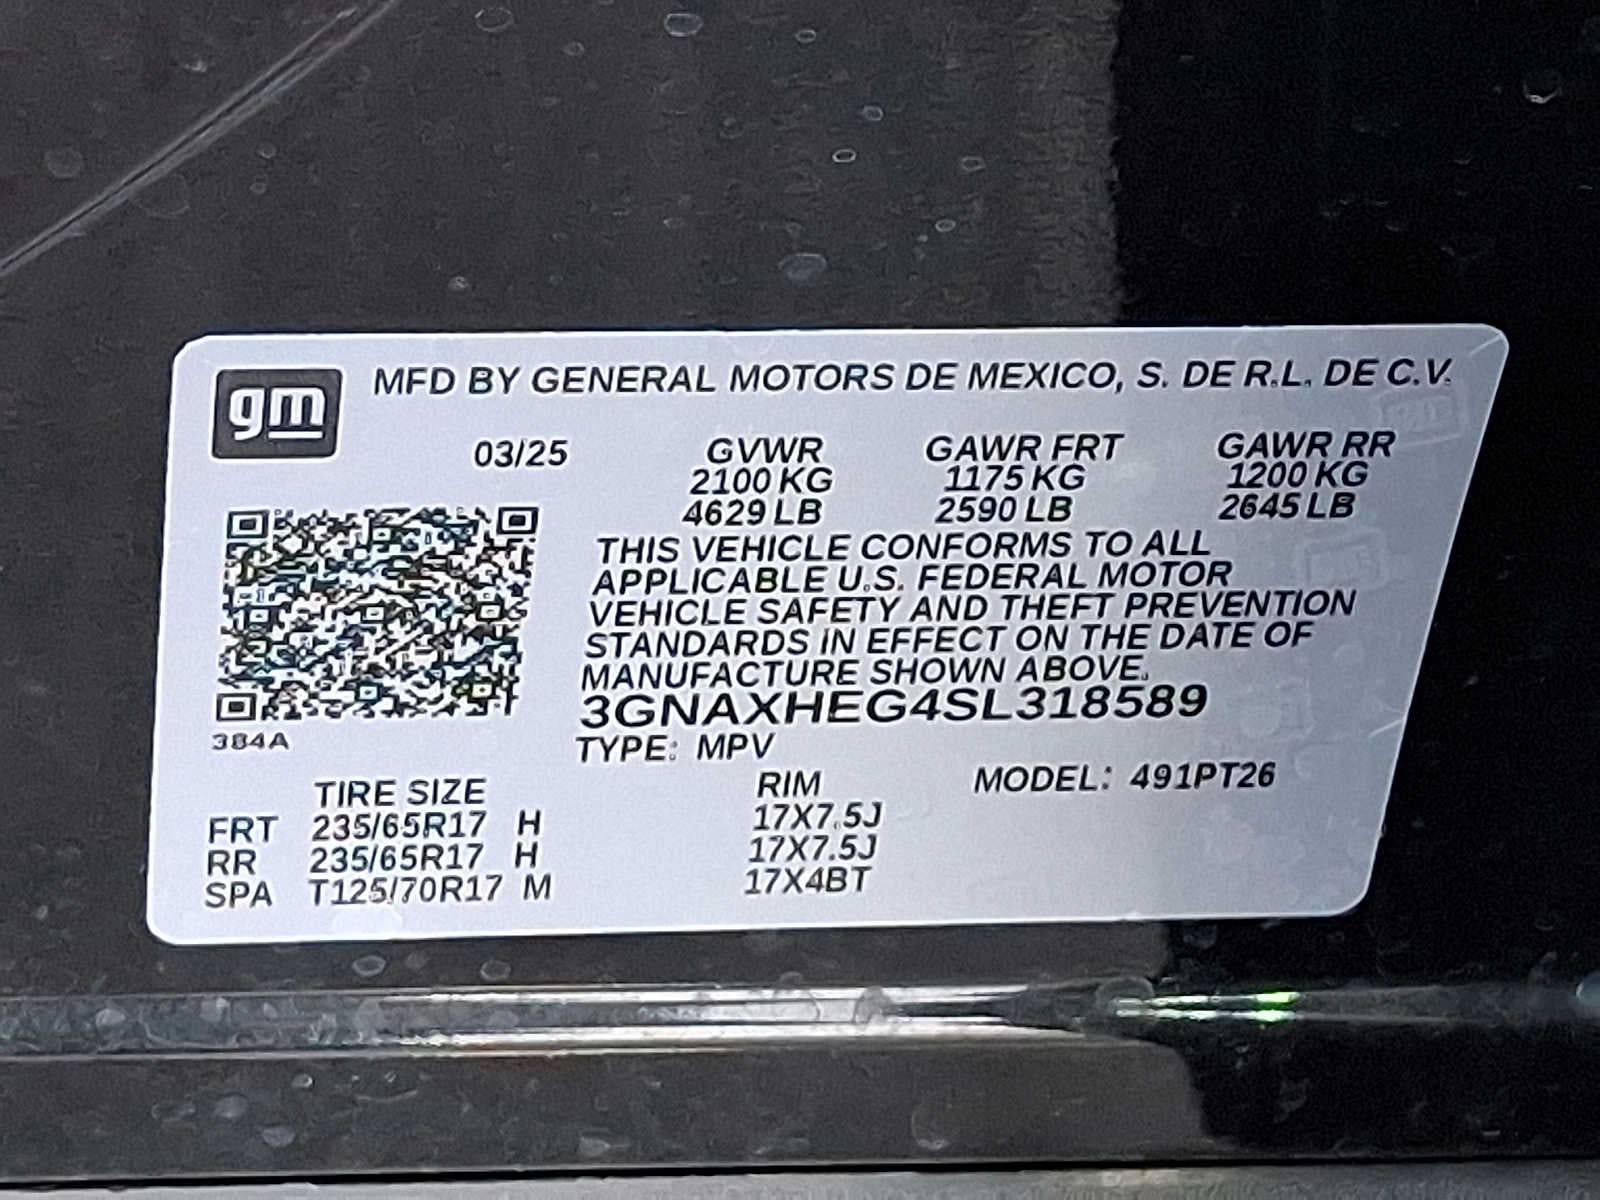 gm
MFD BY GENERAL MOTORS DE MEXICO, S. DE R.L. DE C.V.
03/25 GVWR GAWR FRT GAWR RR
2100 KG 1175 KG 1200 KG
4629 LB 2590 LB 2645 LB
THIS VEHICLE CONFORMS TO ALL
APPLICABLE U.S. FEDERAL MOTOR
VEHICLE SAFETY AND THEFT PREVENTION
STANDARDS IN EFFECT ON THE DATE OF
MANUFACTURE SHOWN ABOVE.
3GNAXHEG4SL318589
384A
TYPE: MPV
TIRE SIZE RIM MODEL: 491PT26
FRT 235/65R17 H 17X7.5J
RR 235/65R17 H 17X7.5J
SPA T125/70R17 M 17X4BT